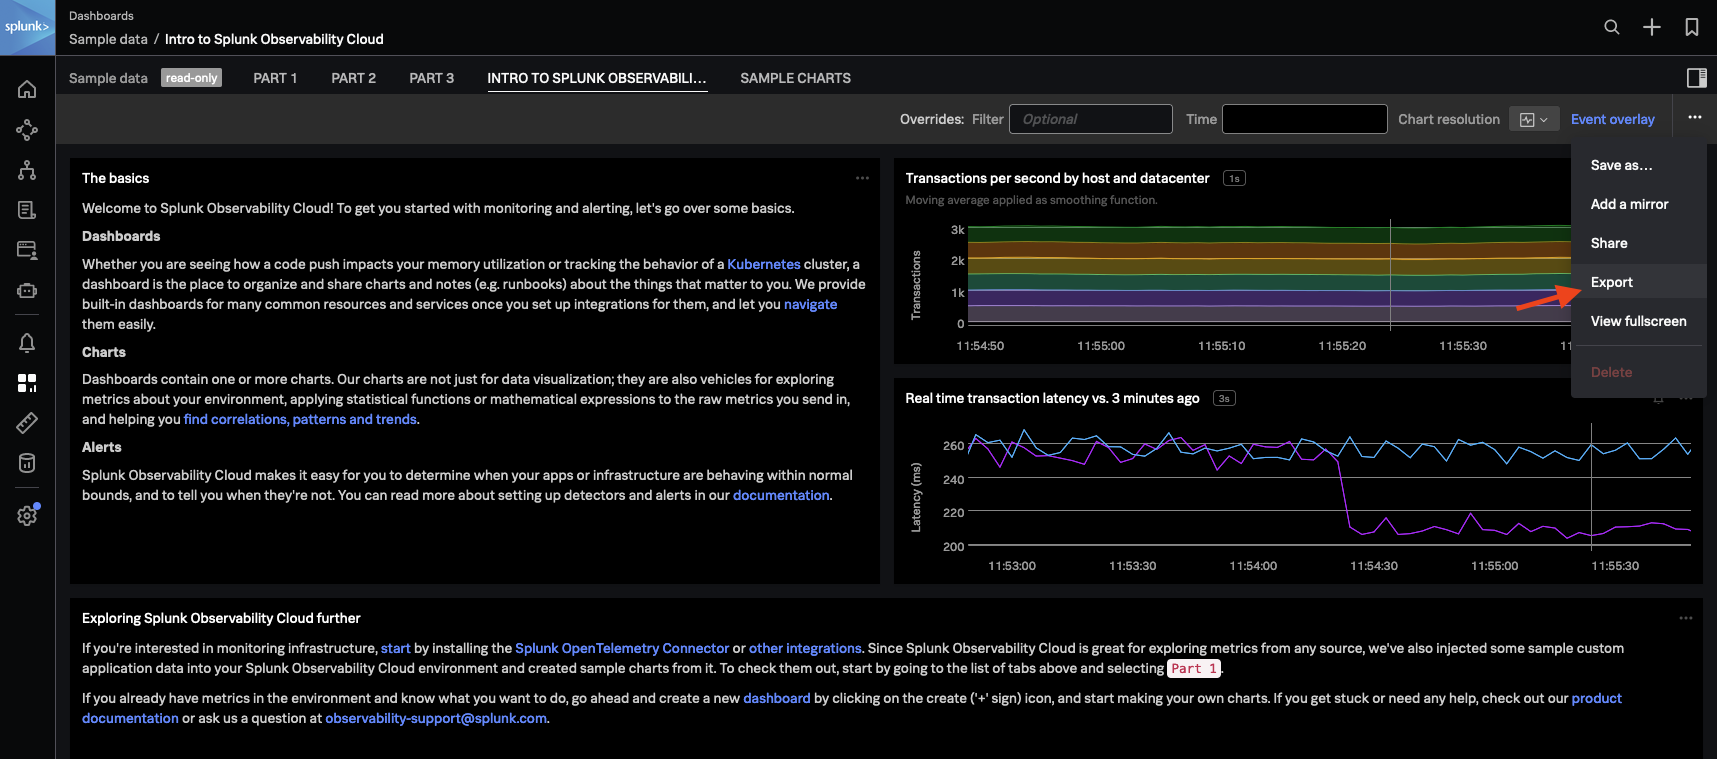 splunk>
Dashboards
Sample data / Intro to Splunk Observability Cloud
Sample data read-only PART 1 PART 2 PART 3 INTRO TO SPLUNK OBSERVABILI... SAMPLE CHARTS
Overrides: Filter Optional Time Chart resolution Event overlay
Save as...
Add a mirror
Share
Export
View fullscreen
Delete
The basics
Welcome to Splunk Observability Cloud! To get you started with monitoring and alerting, let's go over some basics.
Dashboards
Whether you are seeing how a code push impacts your memory utilization or tracking the behavior of a Kubernetes cluster, a
dashboard is the place to organize and share charts and notes (e.g. runbooks) about the things that matter to you. We provide
built-in dashboards for many common resources and services once you set up integrations for them, and let you navigate
them easily.
Charts
Dashboards contain one or more charts. Our charts are not just for data visualization; they are also vehicles for exploring
metrics about your environment, applying statistical functions or mathematical expressions to the raw metrics you send in,
and helping you find correlations, patterns and trends.
Alerts
Splunk Observability Cloud makes it easy for you to determine when your apps or infrastructure are behaving within normal
bounds, and to tell you when they're not. You can read more about setting up detectors and alerts in our documentation.
Transactions per second by host and datacenter 1s
Moving average applied as smoothing function.
Transactions
3k
2k
1k
0
11:54:50 11:55:00 11:55:10 11:55:20 11:55:30
Real time transaction latency vs. 3 minutes ago 3s
Latency (ms)
260
240
220
200
11:53:00 11:53:30 11:54:00 11:54:30 11:55:00 11:55:30
Exploring Splunk Observability Cloud further
If you're interested in monitoring infrastructure, start by installing the Splunk OpenTelemetry Connector or other integrations. Since Splunk Observability Cloud is great for exploring metrics from any source, we've also injected some sample custom
application data into your Splunk Observability Cloud environment and created sample charts from it. To check them out, start by going to the list of tabs above and selecting Part 1.
If you already have metrics in the environment and know what you want to do, go ahead and create a new dashboard by clicking on the create ('+' sign) icon, and start making your own charts. If you get stuck or need any help, check out our product
documentation or ask us a question at observability-support@splunk.com.